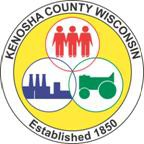 KENOSHA COUNTY WISCONSIN
Established 1850